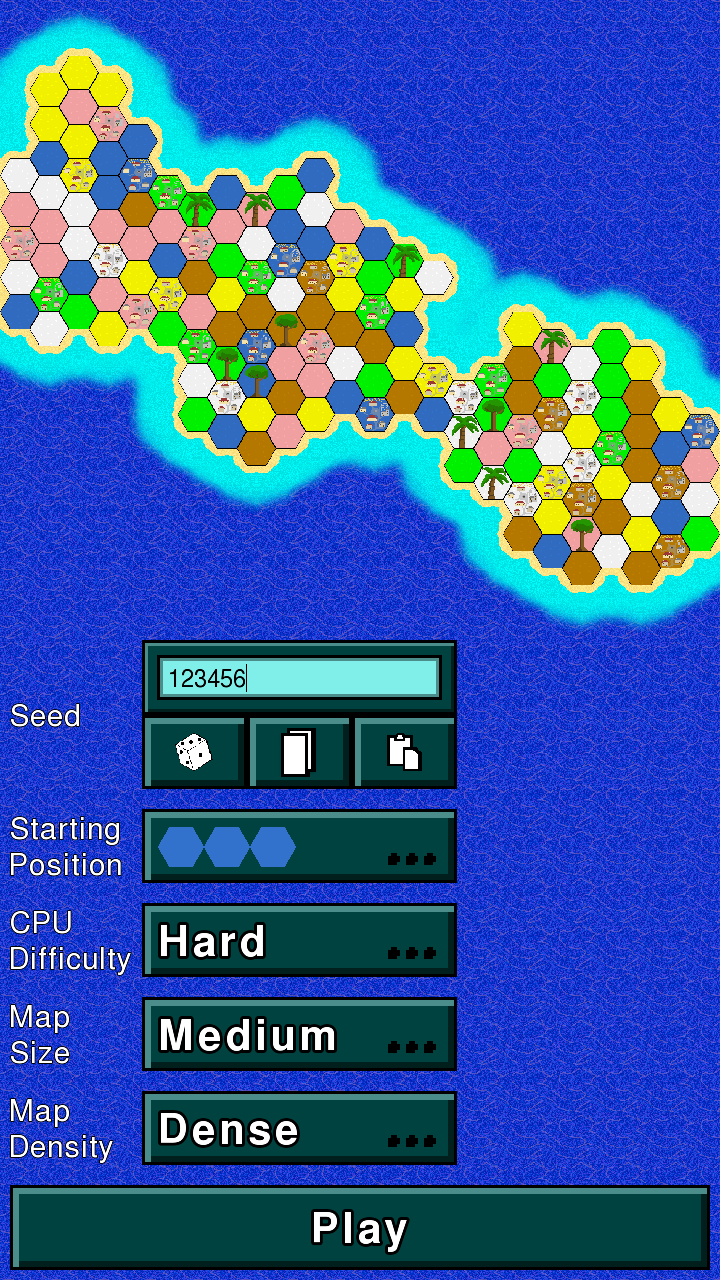 123456
Seed
Starting
Position
...
CPU
Difficulty
Hard
...
Map
Size
Medium
...
Map
Density
Dense
...
Play